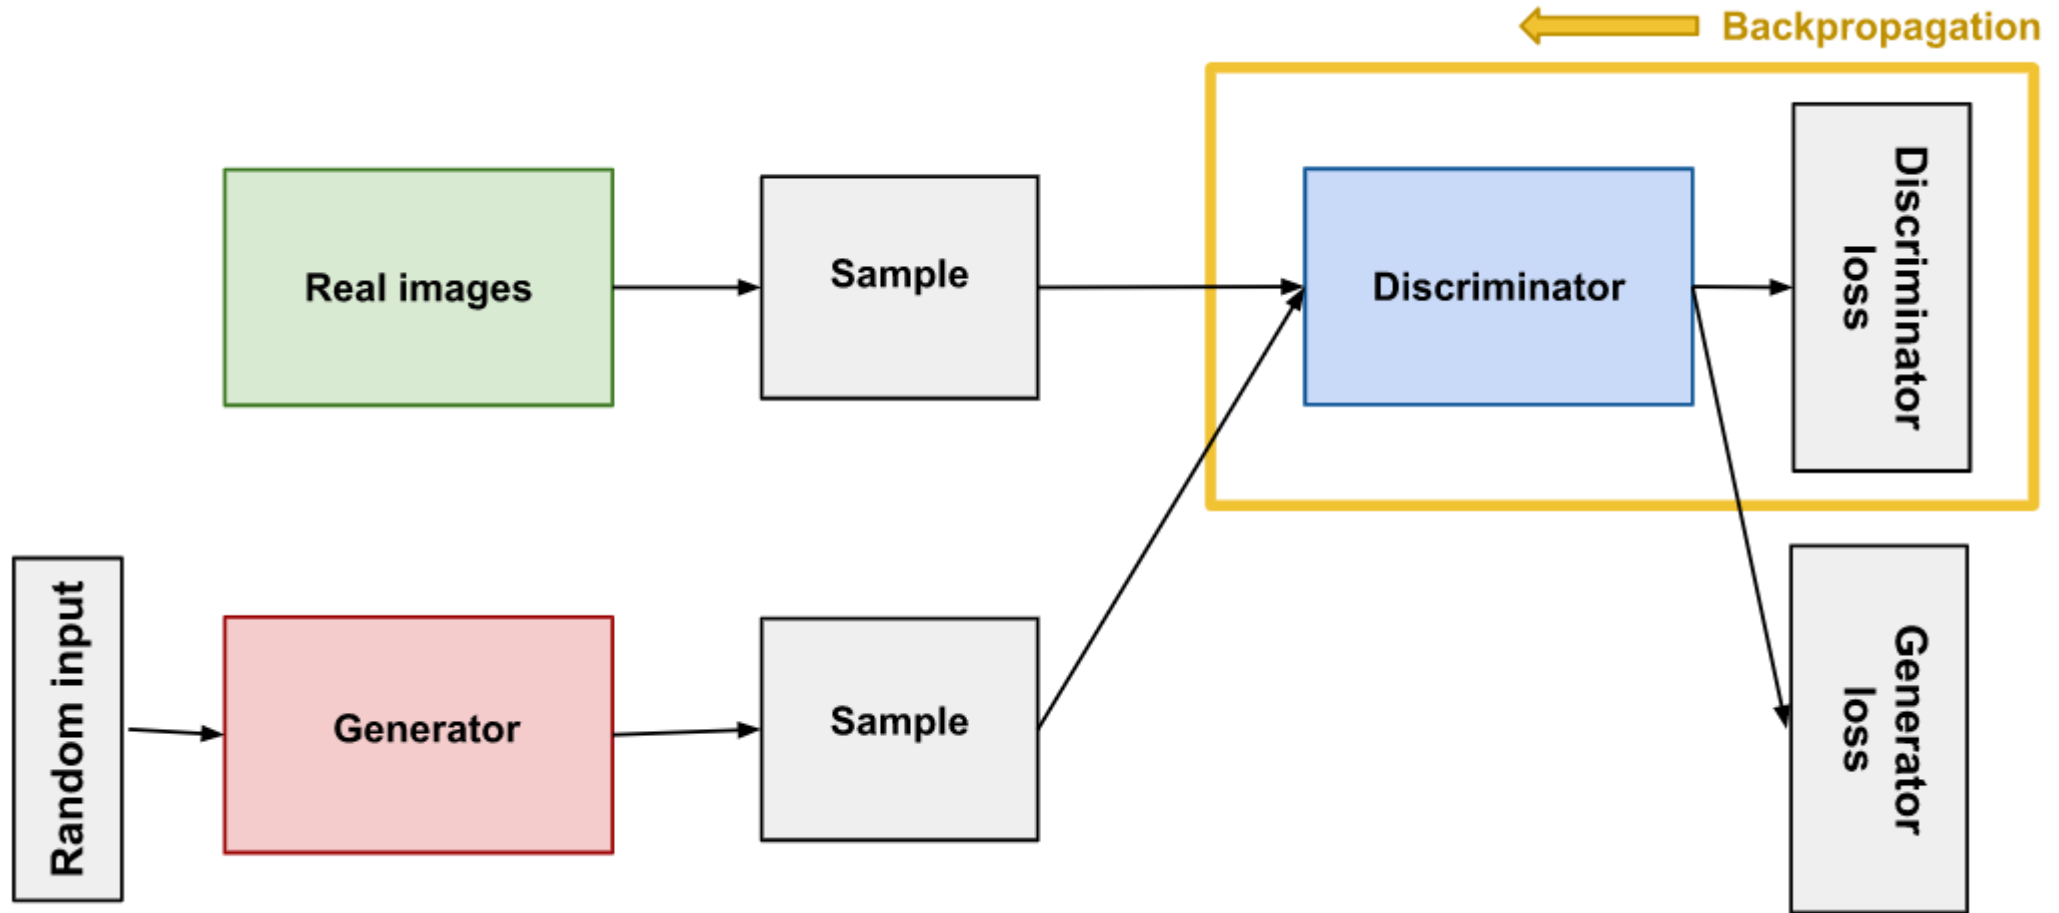 Backpropagation
Real images
Sample
Discriminator
Discriminator
loss
Random input
Generator
Sample
Generator
loss